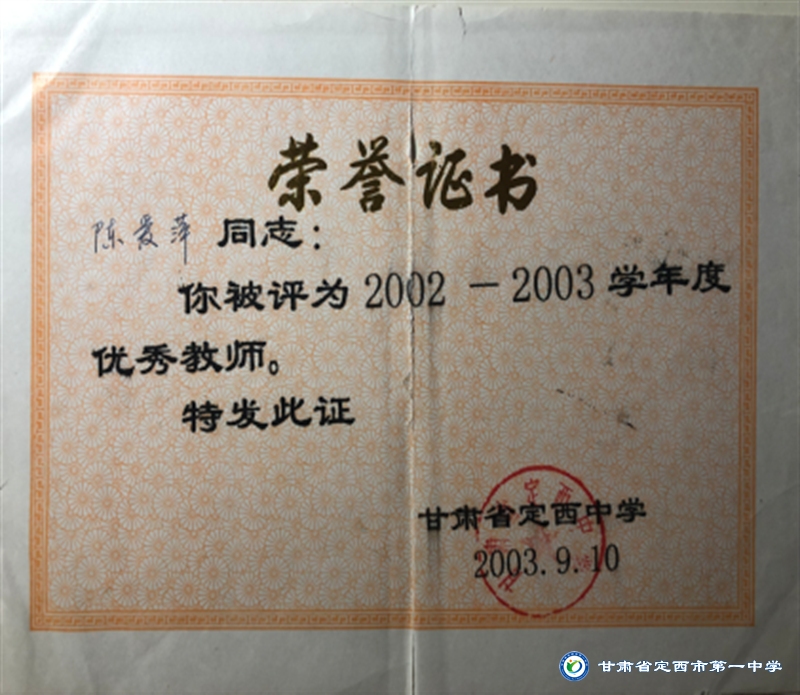 荣誉证书
陈爱萍 同志：
你被评为 2002 － 2003 学年度
优秀教师。
特发此证
甘肃省定西中学
2003.9.10
甘肃省定西市第一中学